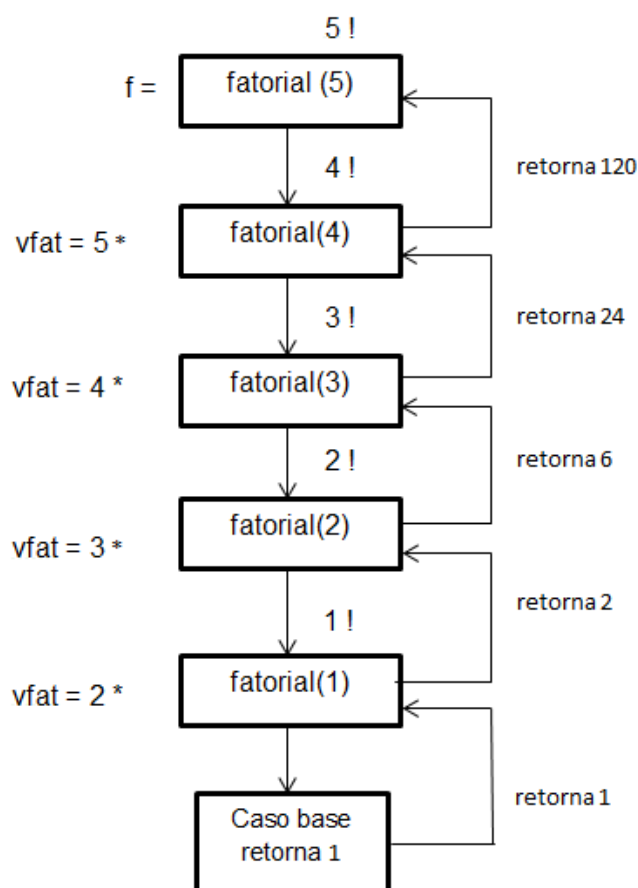 5 !
f =
fatorial (5)
4 !
retorna 120
vfat = 5 *
fatorial(4)
3 !
retorna 24
vfat = 4 *
fatorial(3)
2 !
retorna 6
vfat = 3 *
fatorial(2)
1 !
retorna 2
vfat = 2 *
fatorial(1)
retorna 1
Caso base
retorna 1